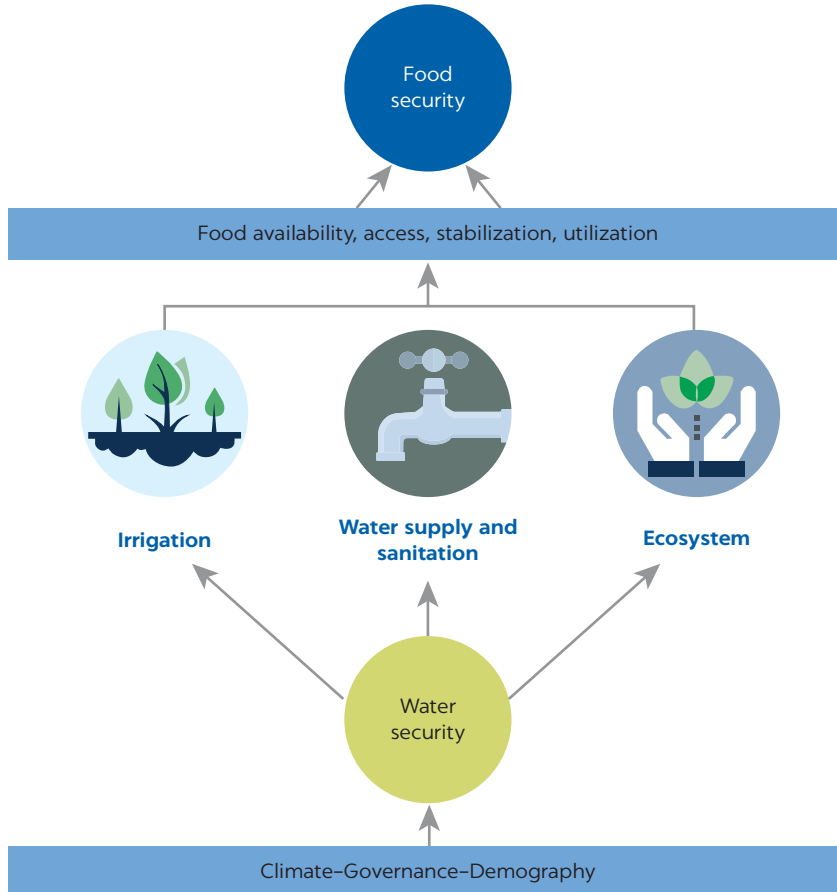 Food
security
Food availability, access, stabilization, utilization
Irrigation
Water supply and
sanitation
Ecosystem
Water
security
Climate–Governance–Demography